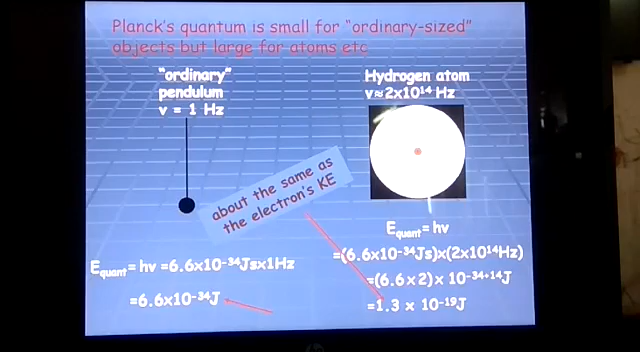 Planck's quantum is small for "ordinary-sized"
objects but large for atoms etc
"ordinary"
pendulum
ν = 1 Hz
Hydrogen atom
ν≈2x10¹⁴ Hz
about the same as
the electron's KE
Equant= hν =6.6x10⁻³⁴Jsx1Hz
=6.6x10⁻³⁴J
Equant= hν
=(6.6x10⁻³⁴Js)x(2x10¹⁴Hz)
=(6.6 x 2) x 10⁻³⁴⁺¹⁴J
=1.3 x 10⁻¹⁹J